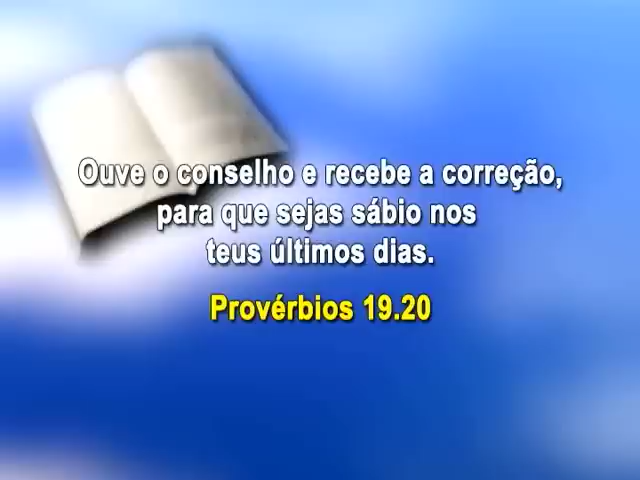 Ouve o conselho e recebe a correção,
para que sejas sábio nos
teus últimos dias.
Provérbios 19.20